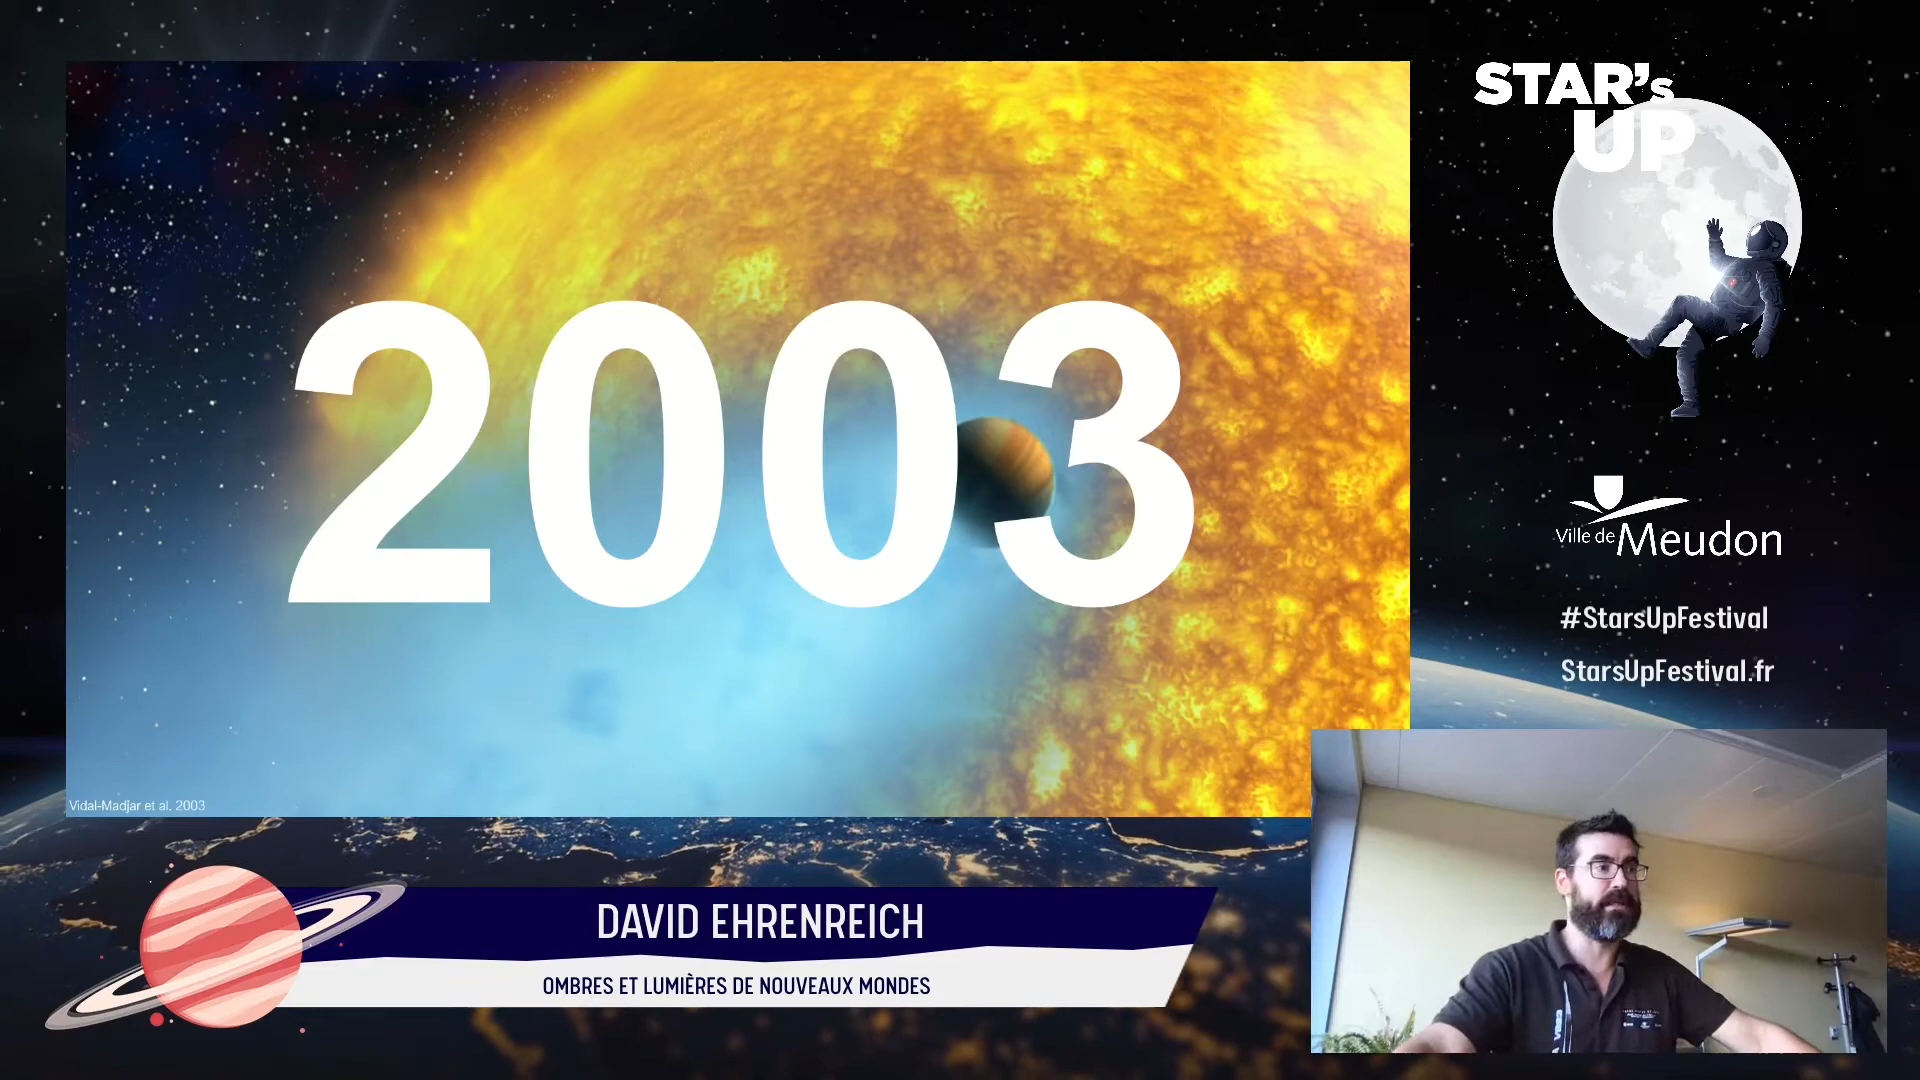 STAR's
UP
2003
Vidal-Madjar et al. 2003
Ville de Meudon
#StarsUpFestival
StarsUpFestival.fr
DAVID EHRENREICH
OMBRES ET LUMIÈRES DE NOUVEAUX MONDES